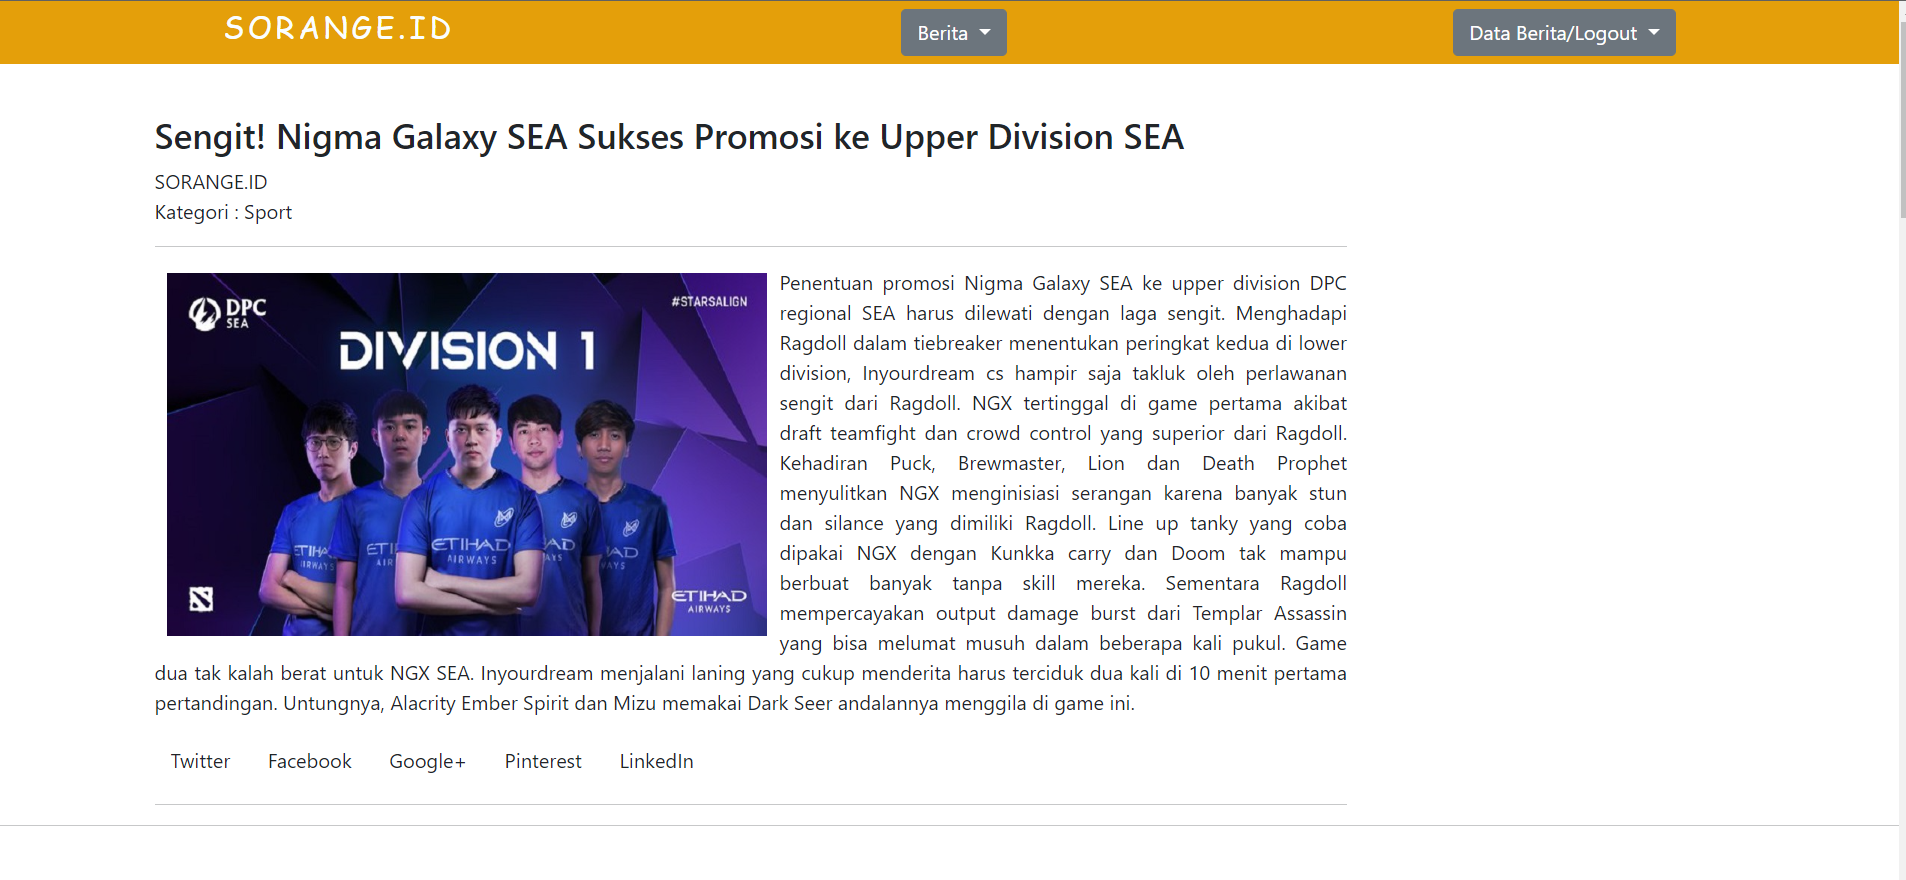 SORANGE.ID
Berita
Data Berita/Logout
Sengit! Nigma Galaxy SEA Sukses Promosi ke Upper Division SEA
SORANGE.ID
Kategori : Sport
DPC
SEA
#STARSALIGN
DIVISION 1
ETIHAD
AIRWAYS
ETIHAD
AIRWAYS
Penentuan promosi Nigma Galaxy SEA ke upper division DPC
regional SEA harus dilewati dengan laga sengit. Menghadapi
Ragdoll dalam tiebreaker menentukan peringkat kedua di lower
division, Inyourdream cs hampir saja takluk oleh perlawanan
sengit dari Ragdoll. NGX tertinggal di game pertama akibat
draft teamfight dan crowd control yang superior dari Ragdoll.
Kehadiran Puck, Brewmaster, Lion dan Death Prophet
menyulitkan NGX menginisiasi serangan karena banyak stun
dan silance yang dimiliki Ragdoll. Line up tanky yang coba
dipakai NGX dengan Kunkka carry dan Doom tak mampu
berbuat banyak tanpa skill mereka. Sementara Ragdoll
mempercayakan output damage burst dari Templar Assassin
yang bisa melumat musuh dalam beberapa kali pukul. Game
dua tak kalah berat untuk NGX SEA. Inyourdream menjalani laning yang cukup menderita harus terciduk dua kali di 10 menit pertama
pertandingan. Untungnya, Alacrity Ember Spirit dan Mizu memakai Dark Seer andalannya menggila di game ini.
Twitter Facebook Google+ Pinterest LinkedIn